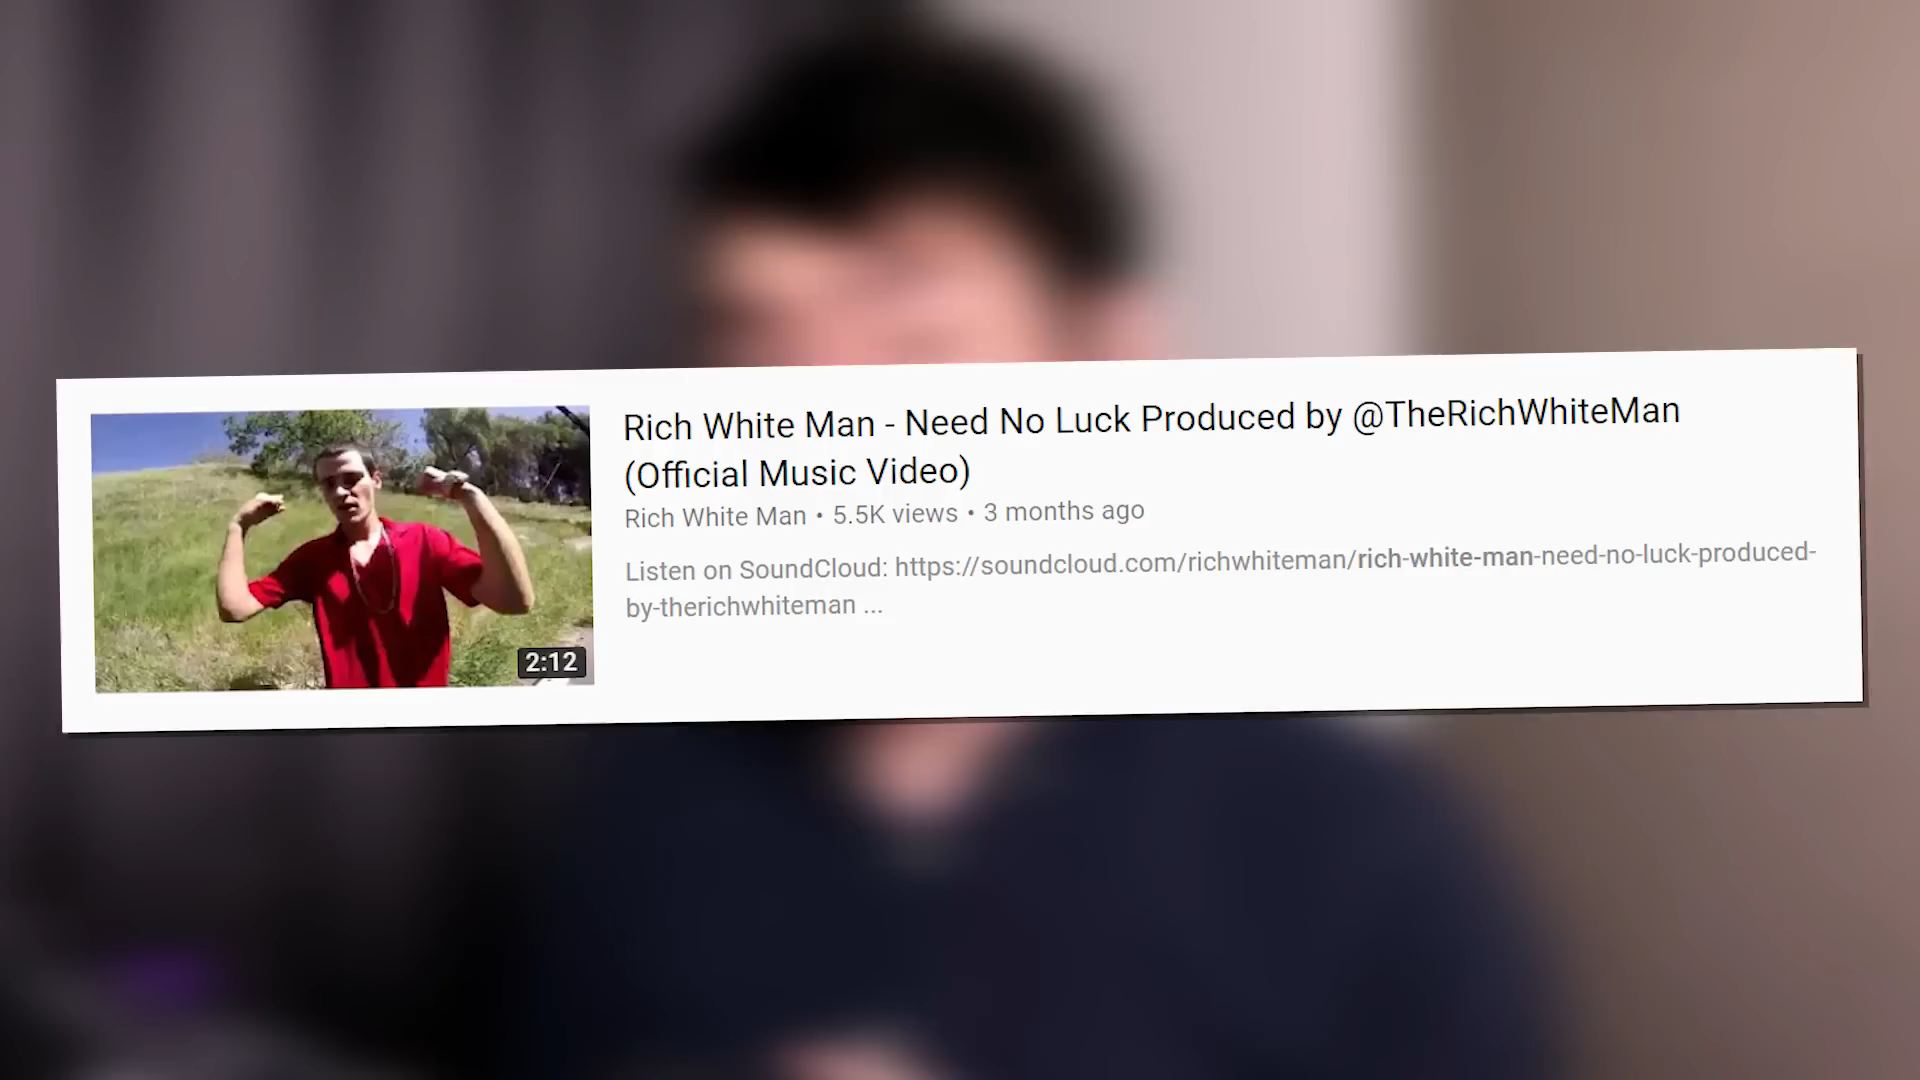 Rich White Man - Need No Luck Produced by @TheRichWhiteMan
(Official Music Video)
Rich White Man • 5.5K views • 3 months ago
Listen on SoundCloud: https://soundcloud.com/richwhiteman/rich-white-man-need-no-luck-produced-
by-therichwhiteman ...
2:12